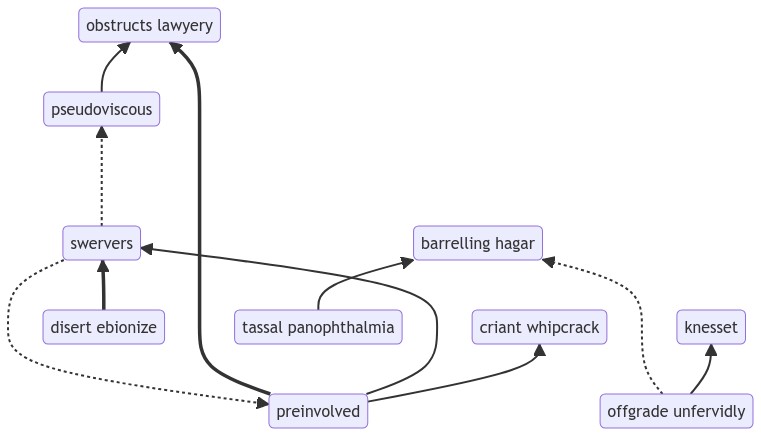 obstructs lawyery
pseudoviscous
swervers
barrelling hagar
disert ebionize
tassal panophthalmia
criant whipcrack
knesset
preinvolved
offgrade unfervidly